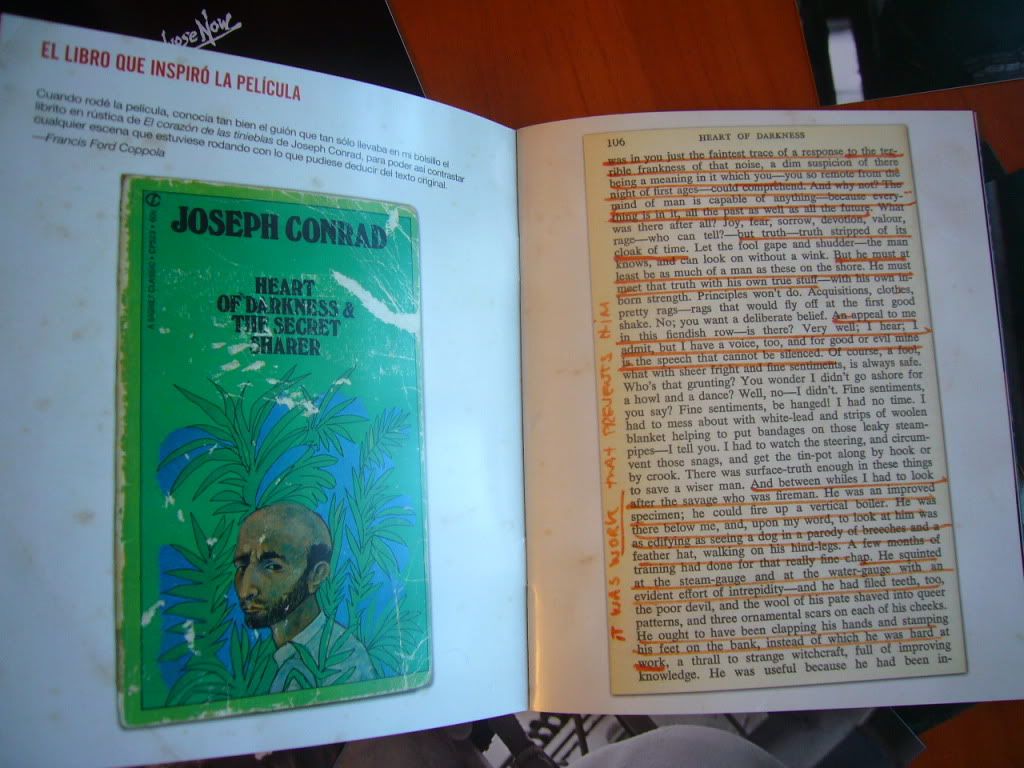 ose Now
EL LIBRO QUE INSPIRÓ LA PELÍCULA
Cuando rodé la película, conocía tan bien el guión que tan sólo llevaba en mi bolsillo el
librito en rústica de El corazón de las tinieblas de Joseph Conrad, para poder así contrastar
cualquier escena que estuviese rodando con lo que pudiese deducir del texto original.
—Francis Ford Coppola
A SIGNET CLASSIC • CP523 • 60c
JOSEPH CONRAD
HEART
OF DARKNESS &
THE SECRET
SHARER
106 HEART OF DARKNESS
was in you just the faintest trace of a response to the ter-
rible frankness of that noise, a dim suspicion of there
being a meaning in it which you—you so remote from the
night of first ages—could comprehend. And why not? The
mind of man is capable of anything—because every-
thing is in it, all the past as well as all the future. What
was there after all? Joy, fear, sorrow, devotion, valour,
rage—who can tell?—but truth—truth stripped of its
cloak of time. Let the fool gape and shudder—the man
knows, and can look on without a wink. But he must at
least be as much of a man as these on the shore. He must
meet that truth with his own true stuff—with his own in-
born strength. Principles won't do. Acquisitions, clothes,
pretty rags—rags that would fly off at the first good
shake. No; you want a deliberate belief. An appeal to me
in this fiendish row—is there? Very well; I hear; I
admit, but I have a voice, too, and for good or evil mine
is the speech that cannot be silenced. Of course, a fool,
what with sheer fright and fine sentiments, is always safe.
Who's that grunting? You wonder I didn't go ashore for
a howl and a dance? Well, no—I didn't. Fine sentiments,
you say? Fine sentiments, be hanged! I had no time. I
had to mess about with white-lead and strips of woolen
blanket helping to put bandages on those leaky steam-
pipes—I tell you. I had to watch the steering, and circum-
vent those snags, and get the tin-pot along by hook or
by crook. There was surface-truth enough in these things
to save a wiser man. And between whiles I had to look
after the savage who was fireman. He was an improved
specimen; he could fire up a vertical boiler. He was
there below me, and, upon my word, to look at him was
as edifying as seeing a dog in a parody of breeches and a
feather hat, walking on his hind-legs. A few months of
training had done for that really fine chap. He squinted
at the steam-gauge and at the water-gauge with an
evident effort of intrepidity—and he had filed teeth, too,
the poor devil, and the wool of his pate shaved into queer
patterns, and three ornamental scars on each of his cheeks.
He ought to have been clapping his hands and stamping
his feet on the bank, instead of which he was hard at
work, a thrall to strange witchcraft, full of improving
knowledge. He was useful because he had been in-
IT WAS WORK THAT PREVENTS HIM